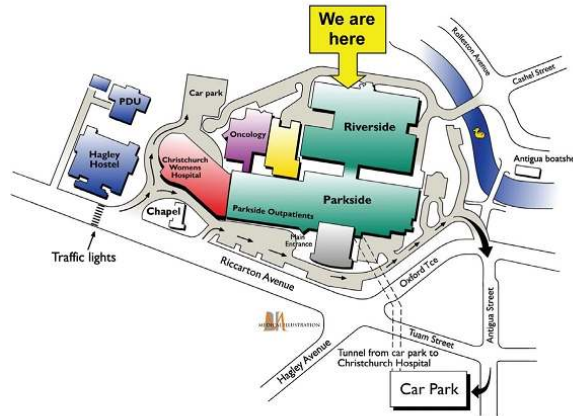 We are
here
Rolleston Avenue
Cashel Street
Car park
PDU
Riverside
Oncology
Hagley
Hostel
Christchurch
Womens
Hospital
Antigua boatshed
Parkside
Parkside Outpatients
Chapel
Main
Entrance
Traffic lights
Riccarton Avenue
Oxford Tce
Antigua Street
Tuam Street
Hagley Avenue
Tunnel from car park to
Christchurch Hospital
Car Park